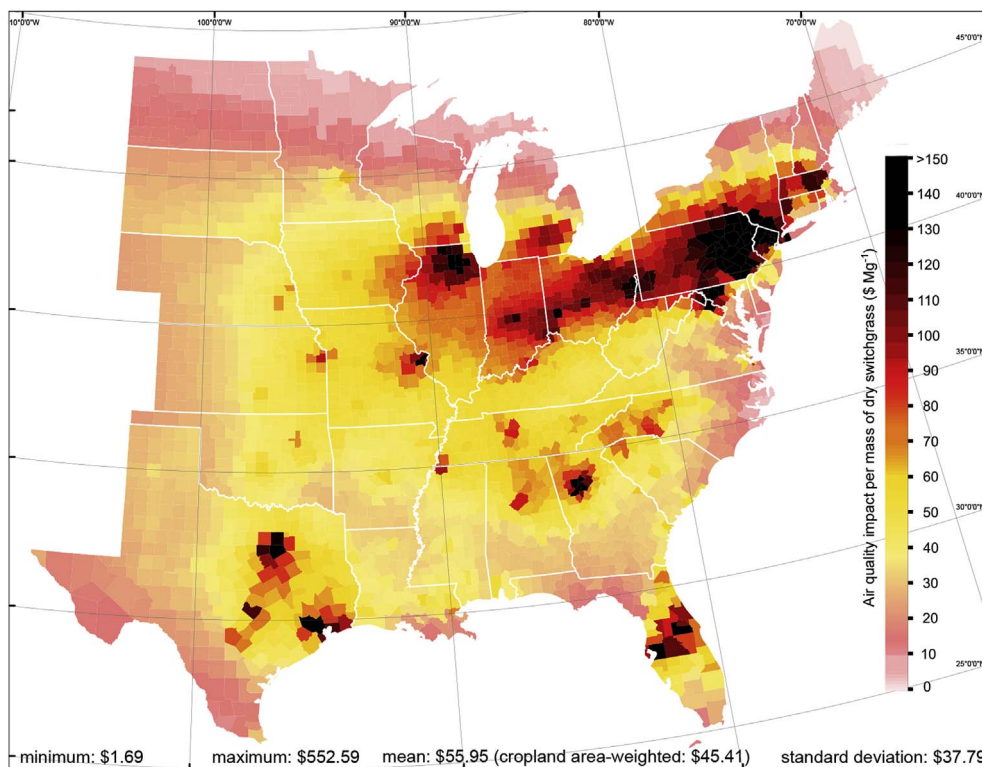 10°0'0"W
100°0'0"W
90°0'0"W
80°0'0"W
70°0'0"W
45°0'0"N
40°0'0"N
35°0'0"N
30°0'0"N
25°0'0"N
>150
140
130
120
110
100
90
80
70
60
50
40
30
20
10
0
Air quality impact per mass of dry switchgrass ($ Mg⁻¹)
minimum: $1.69 maximum: $552.59 mean: $55.95 (cropland area-weighted: $45.41) standard deviation: $37.79